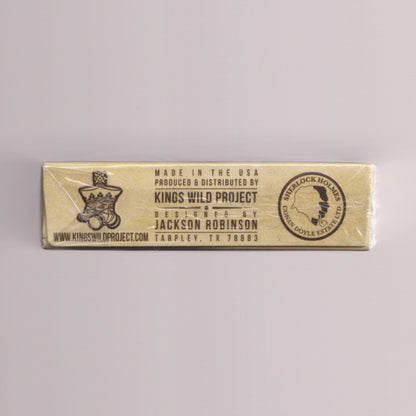 MADE IN THE USA
PRODUCED & DISTRIBUTED BY
KINGS WILD PROJECT
DESIGNED BY
JACKSON ROBINSON
TARPLEY, TX 78883
WWW.KINGSWILDPROJECT.COM
SHERLOCK HOLMES
CONAN DOYLE ESTATE LTD.